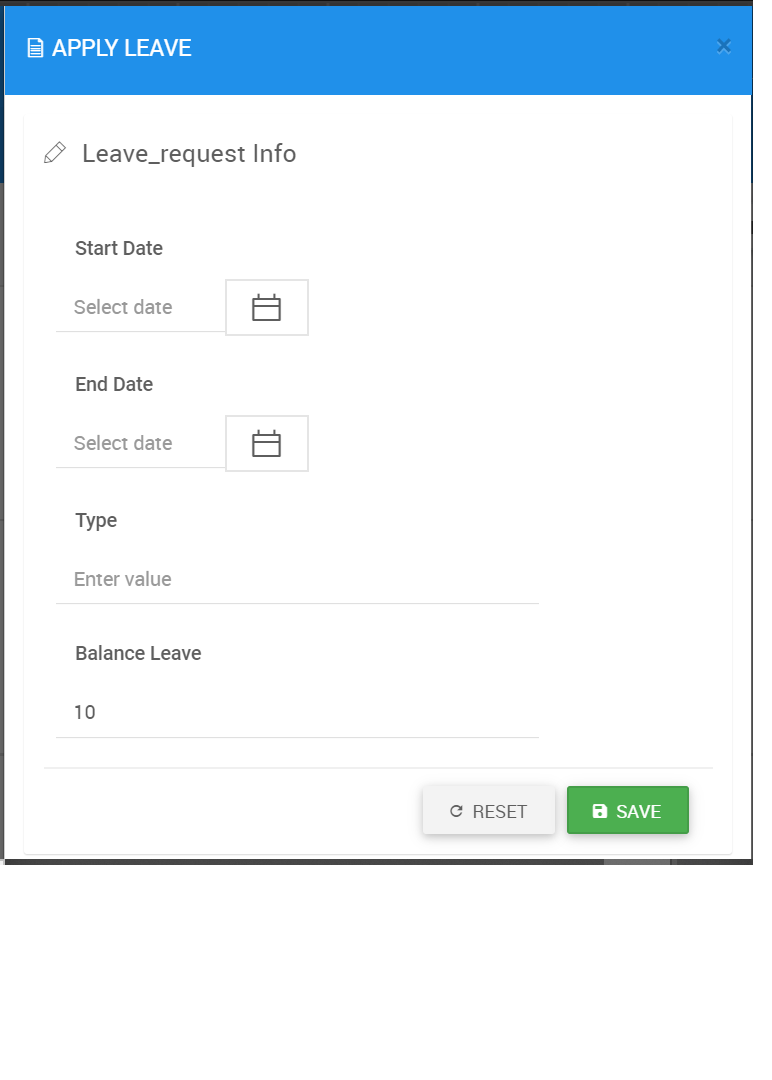 APPLY LEAVE
×
Leave_request Info
Start Date
Select date
End Date
Select date
Type
Enter value
Balance Leave
10
RESET
SAVE